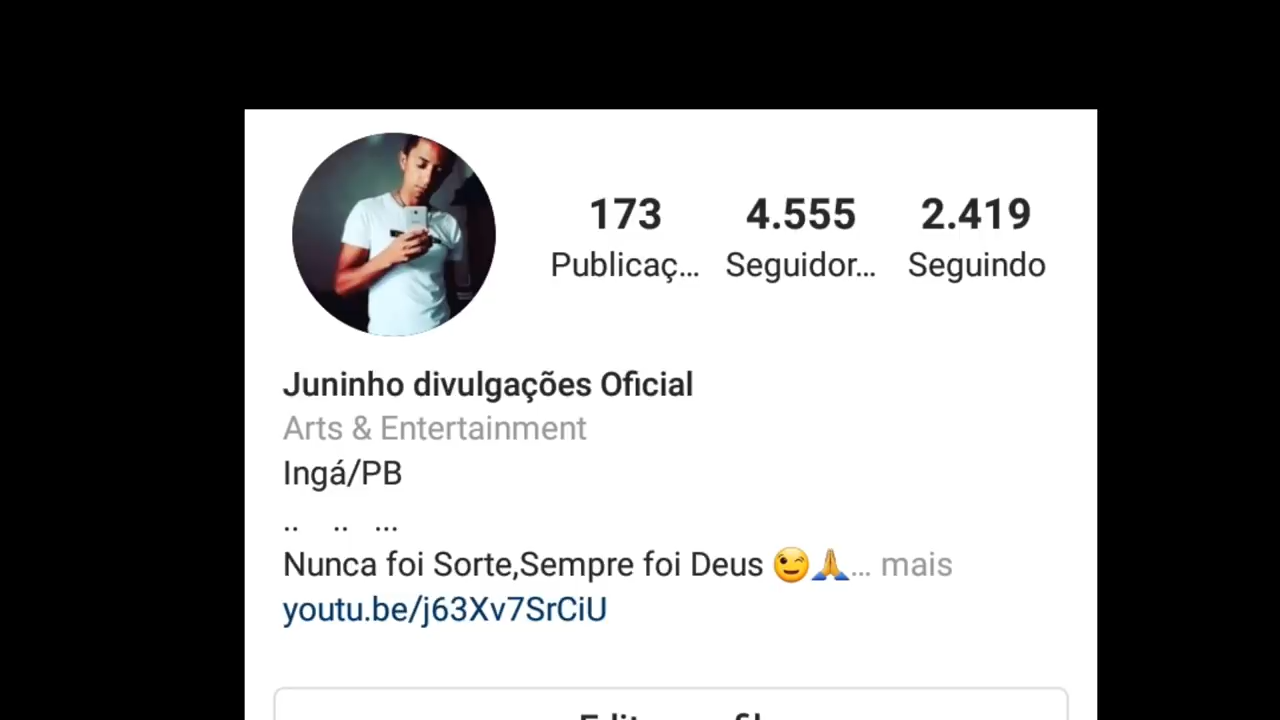 173 4.555 2.419
Publicaç... Seguidor... Seguindo
Juninho divulgações Oficial
Arts & Entertainment
Ingá/PB
.. .. ...
Nunca foi Sorte,Sempre foi Deus 😉🙏... mais
youtu.be/j63Xv7SrCiU